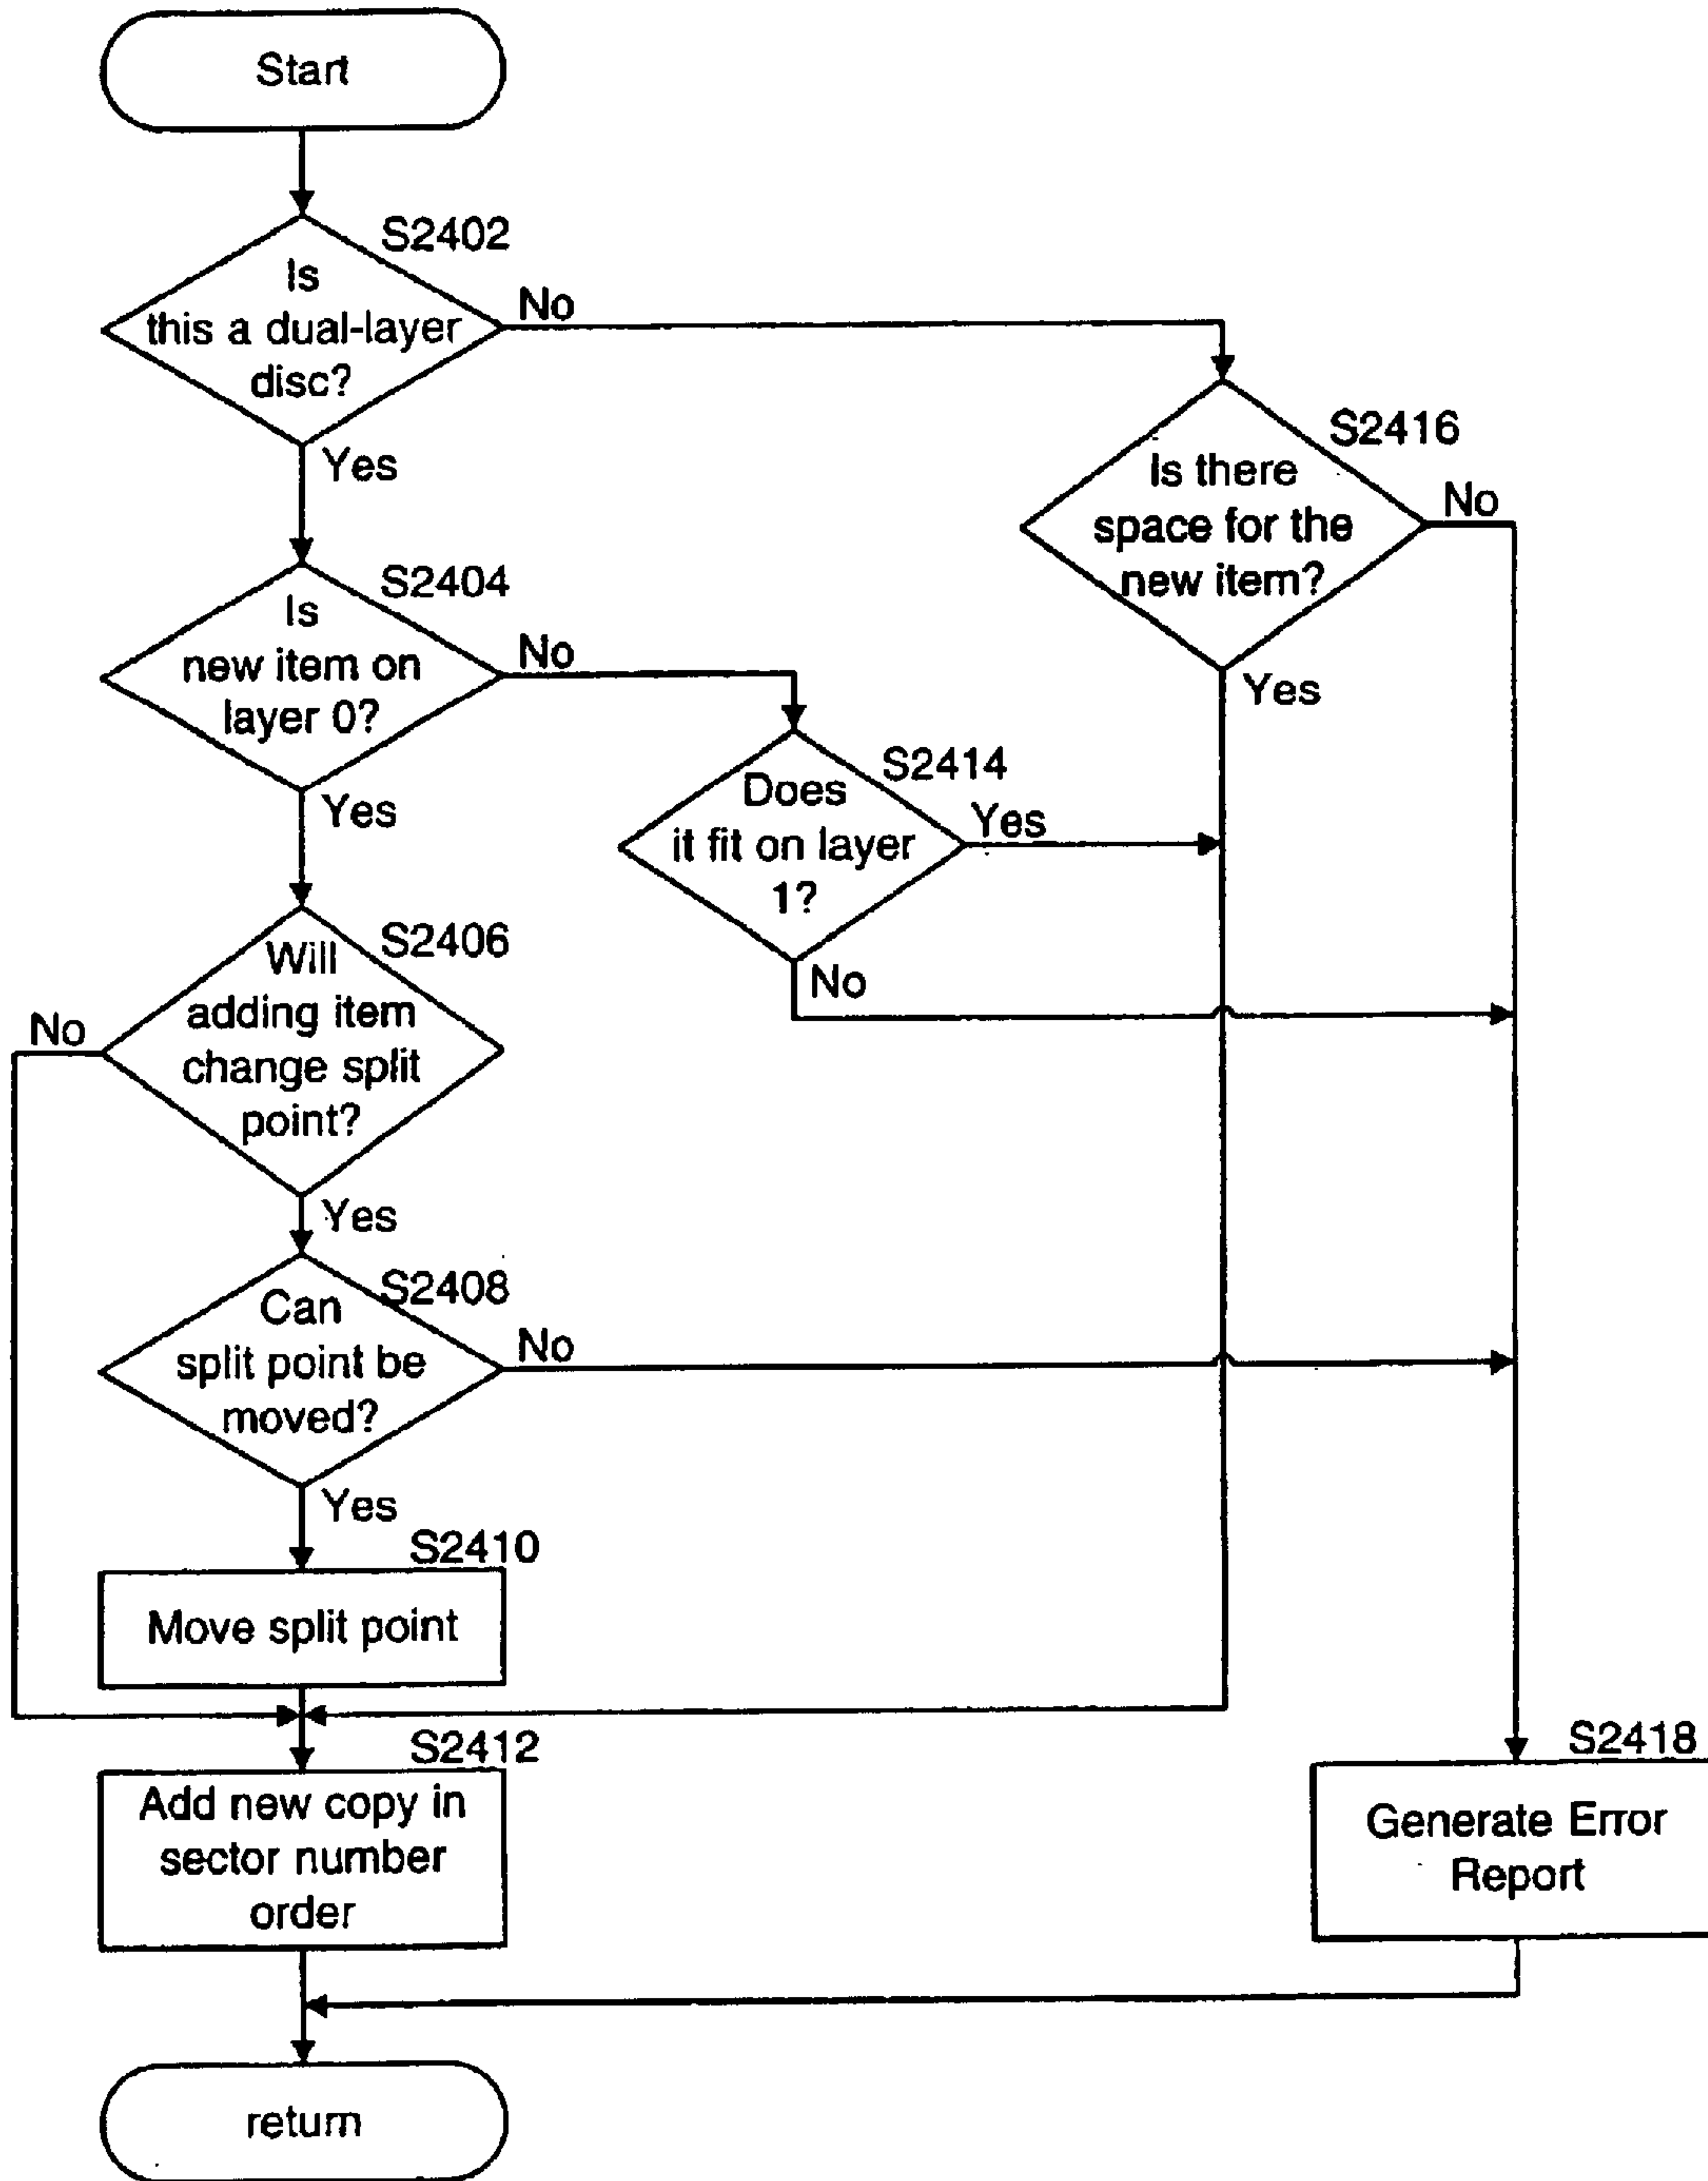 Start
S2402
Is
this a dual-layer
disc?
No
Yes
S2416
Is there
space for the
new item?
No
Yes
S2404
Is
new item on
layer 0?
No
Yes
S2414
Does
it fit on layer
1?
Yes
No
S2406
Will
adding item
change split
point?
No
Yes
S2408
Can
split point be
moved?
No
Yes
S2410
Move split point
S2412
Add new copy in
sector number
order
S2418
Generate Error
Report
return